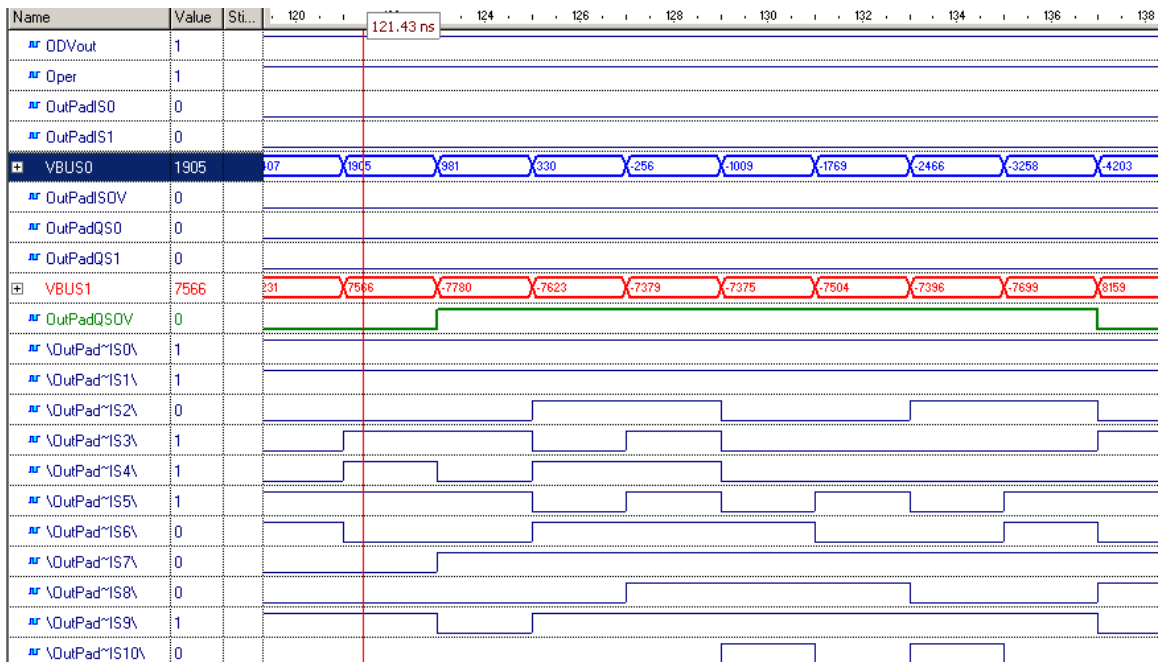 Name Value Sti... 120 124 126 128 130 132 134 136 138
121.43 ns
ODVout 1
Oper 1
OutPadIS0 0
OutPadIS1 0
VBUS0 1905 1905 981 330 -256 -1009 -1769 -2466 -3258 -4203
OutPadISOV 0
OutPadQS0 0
OutPadQS1 0
VBUS1 7566 7566 -7780 -7623 -7379 -7375 -7504 -7396 -7699 8159
OutPadQSOV 0
\OutPad~IS0\ 1
\OutPad~IS1\ 1
\OutPad~IS2\ 0
\OutPad~IS3\ 1
\OutPad~IS4\ 1
\OutPad~IS5\ 1
\OutPad~IS6\ 0
\OutPad~IS7\ 0
\OutPad~IS8\ 0
\OutPad~IS9\ 1
\OutPad~IS10\ 0